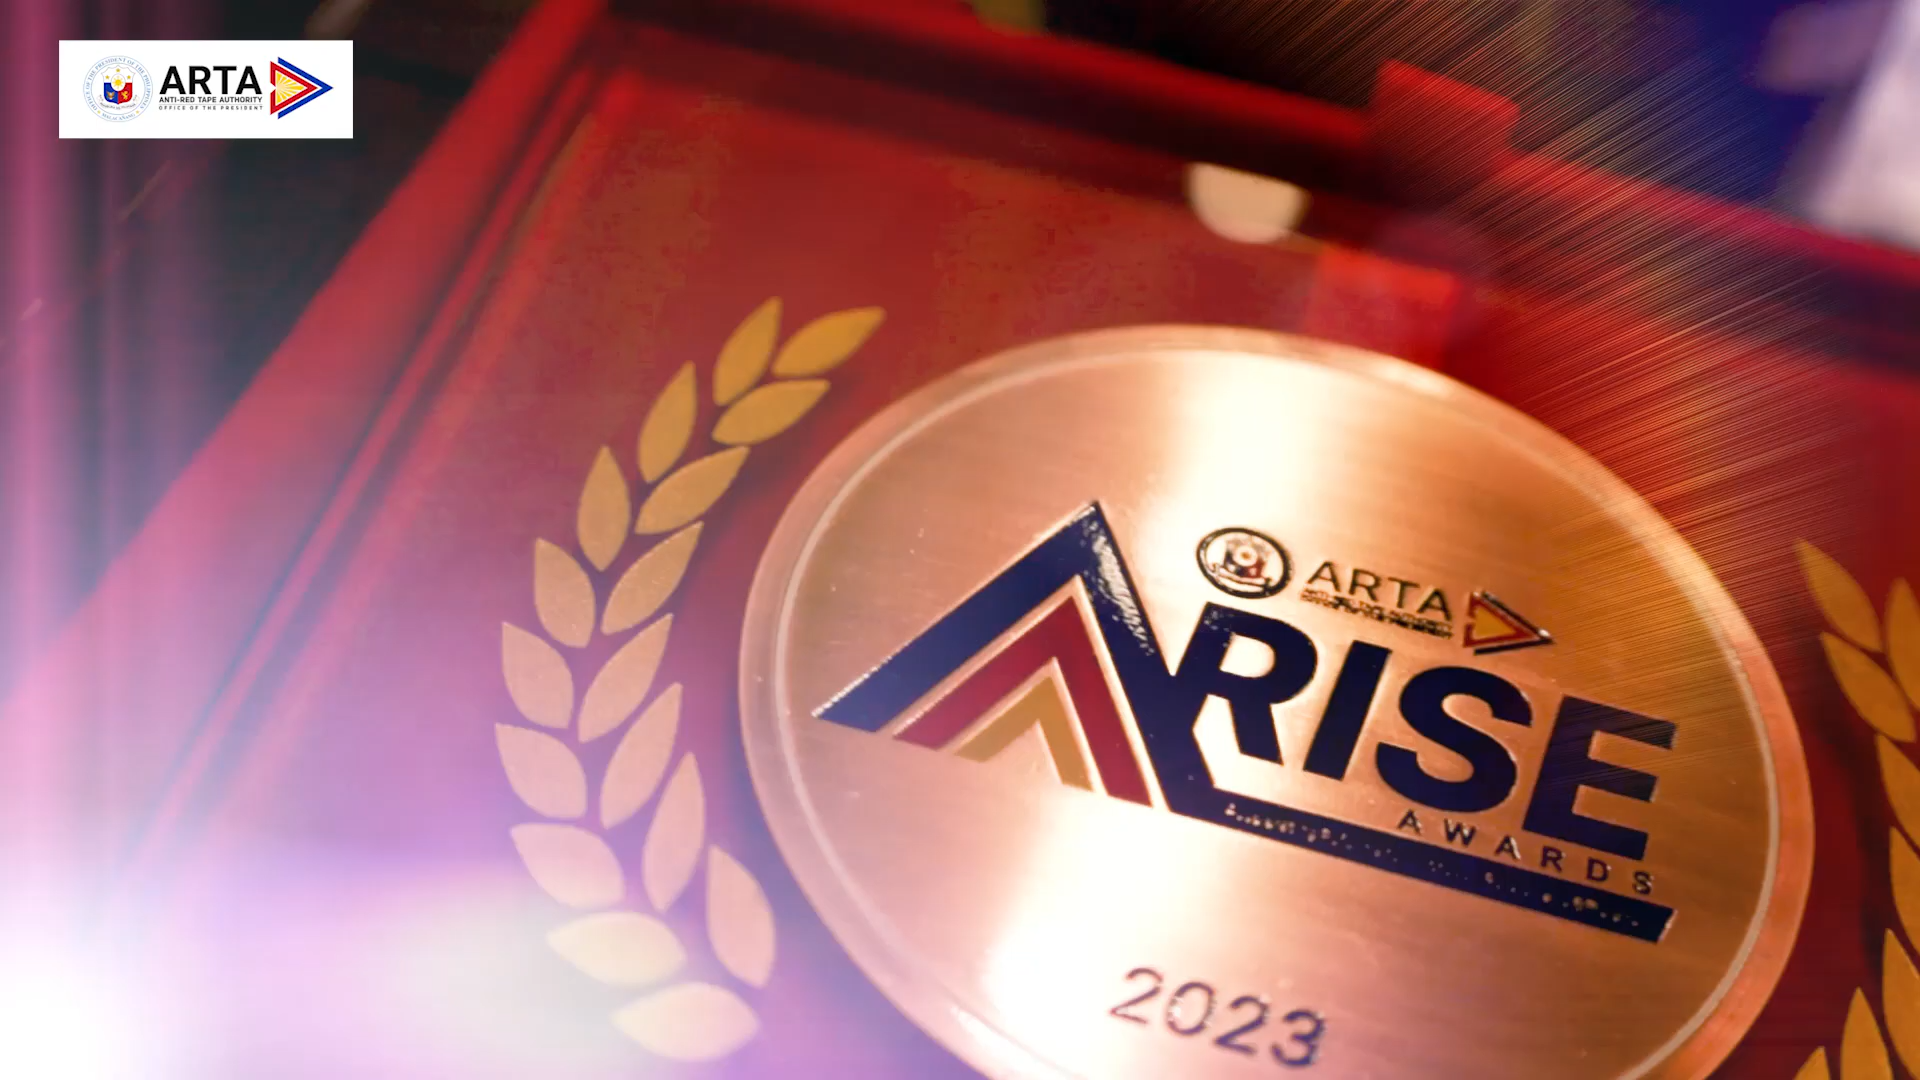 ARTA
ANTI-RED TAPE AUTHORITY
OFFICE OF THE PRESIDENT
ARTA
ARISE
AWARDS
2023